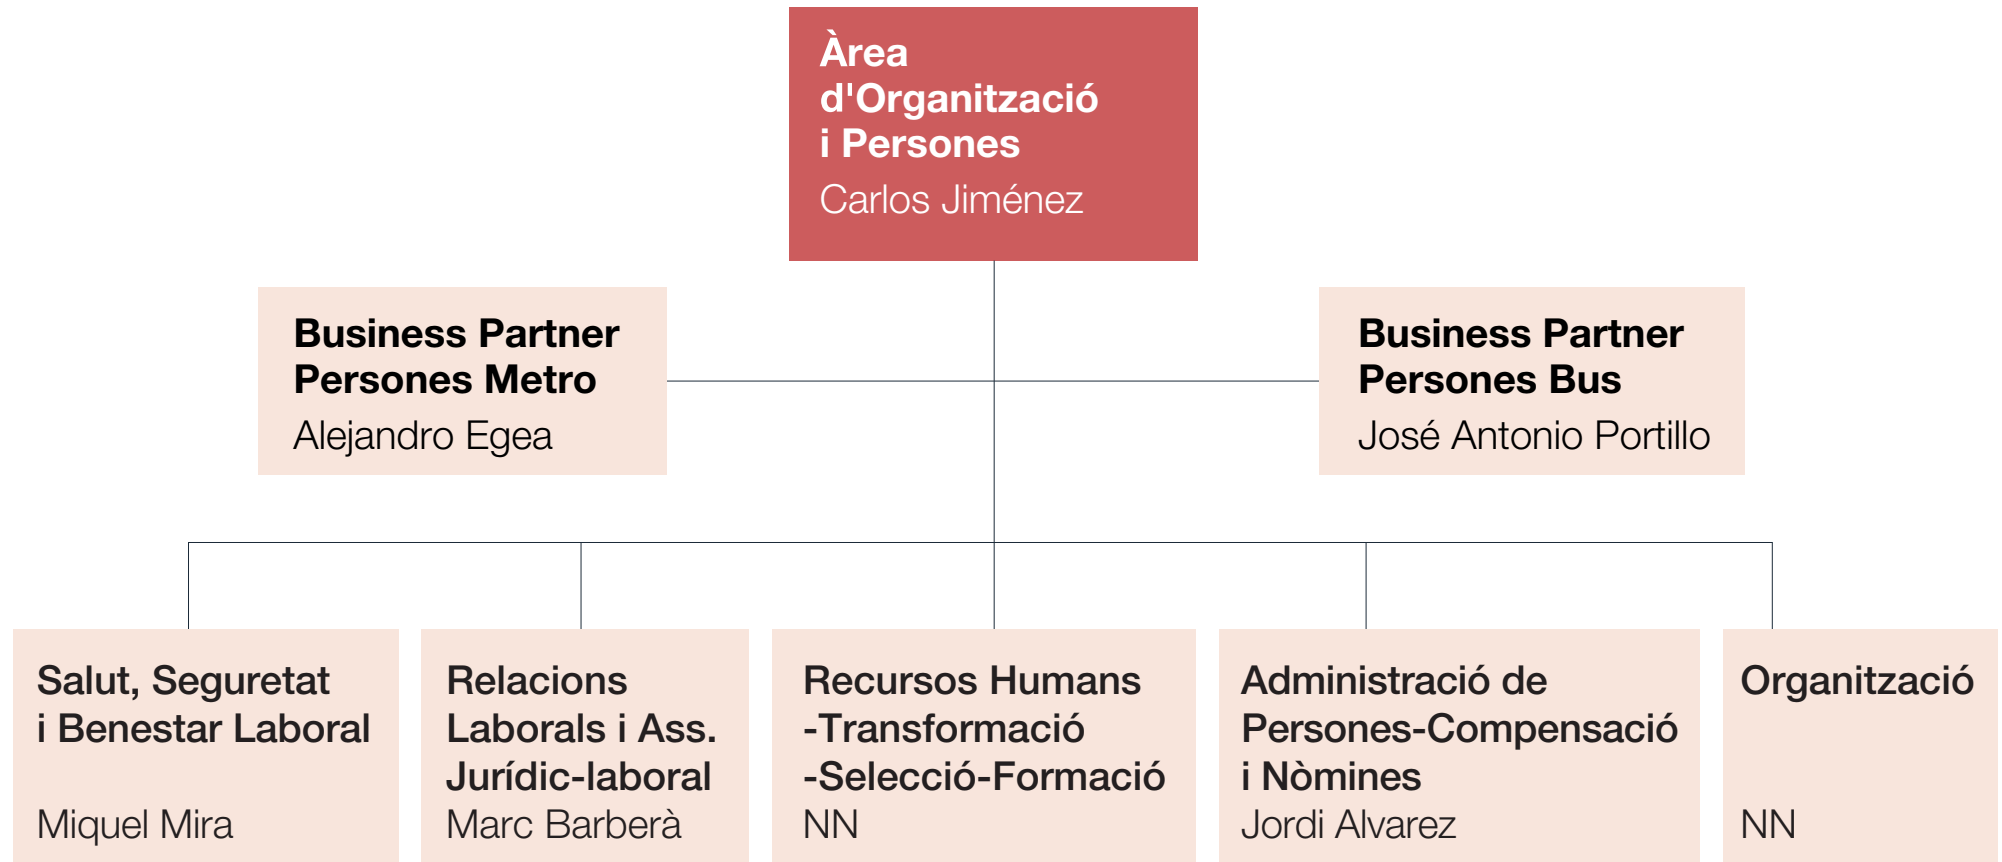 Àrea
d'Organització
i Persones
Carlos Jiménez
Business Partner
Persones Metro
Alejandro Egea
Business Partner
Persones Bus
José Antonio Portillo
Salut, Seguretat
i Benestar Laboral
Miquel Mira
Relacions
Laborals i Ass.
Jurídic-laboral
Marc Barberà
Recursos Humans
-Transformació
-Selecció-Formació
NN
Administració de
Persones-Compensació
i Nòmines
Jordi Alvarez
Organització
NN